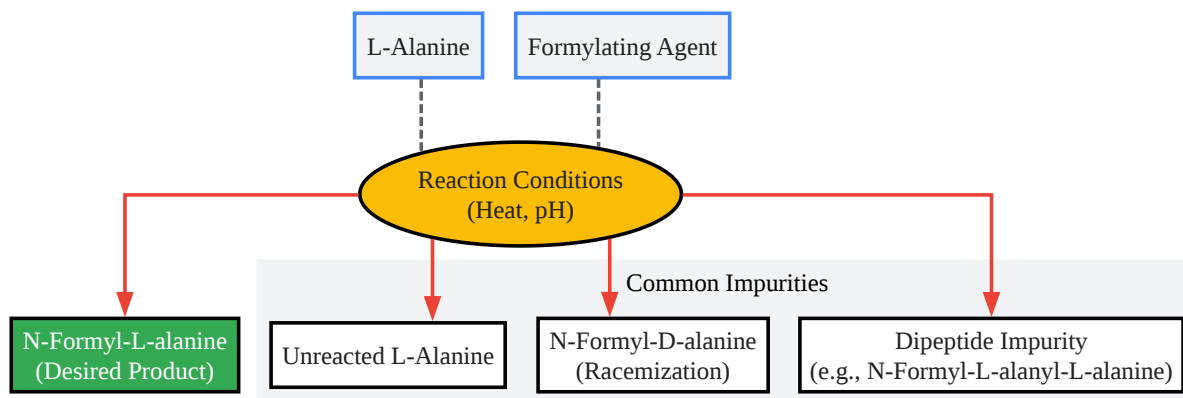 L-Alanine
Formylating Agent
Reaction Conditions
(Heat, pH)
Common Impurities
N-Formyl-L-alanine
(Desired Product)
Unreacted L-Alanine
N-Formyl-D-alanine
(Racemization)
Dipeptide Impurity
(e.g., N-Formyl-L-alanyl-L-alanine)